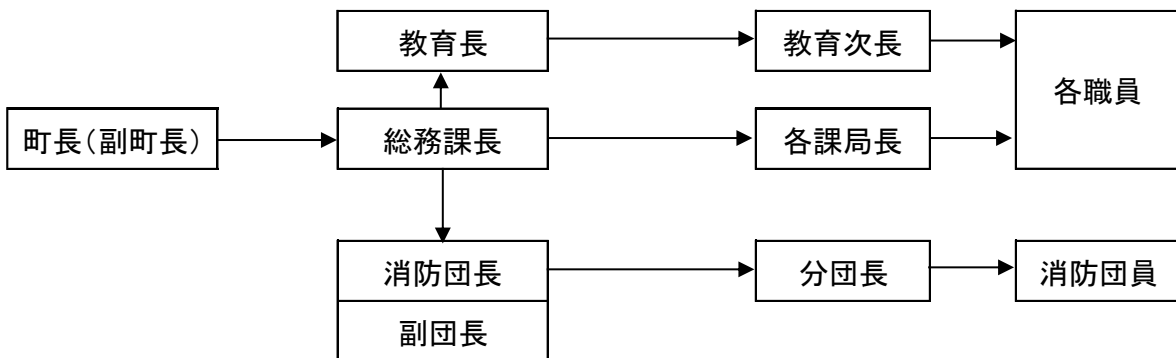 教育長
教育次長
各職員
町長(副町長)
総務課長
各課局長
消防団長
分団長
消防団員
副団長